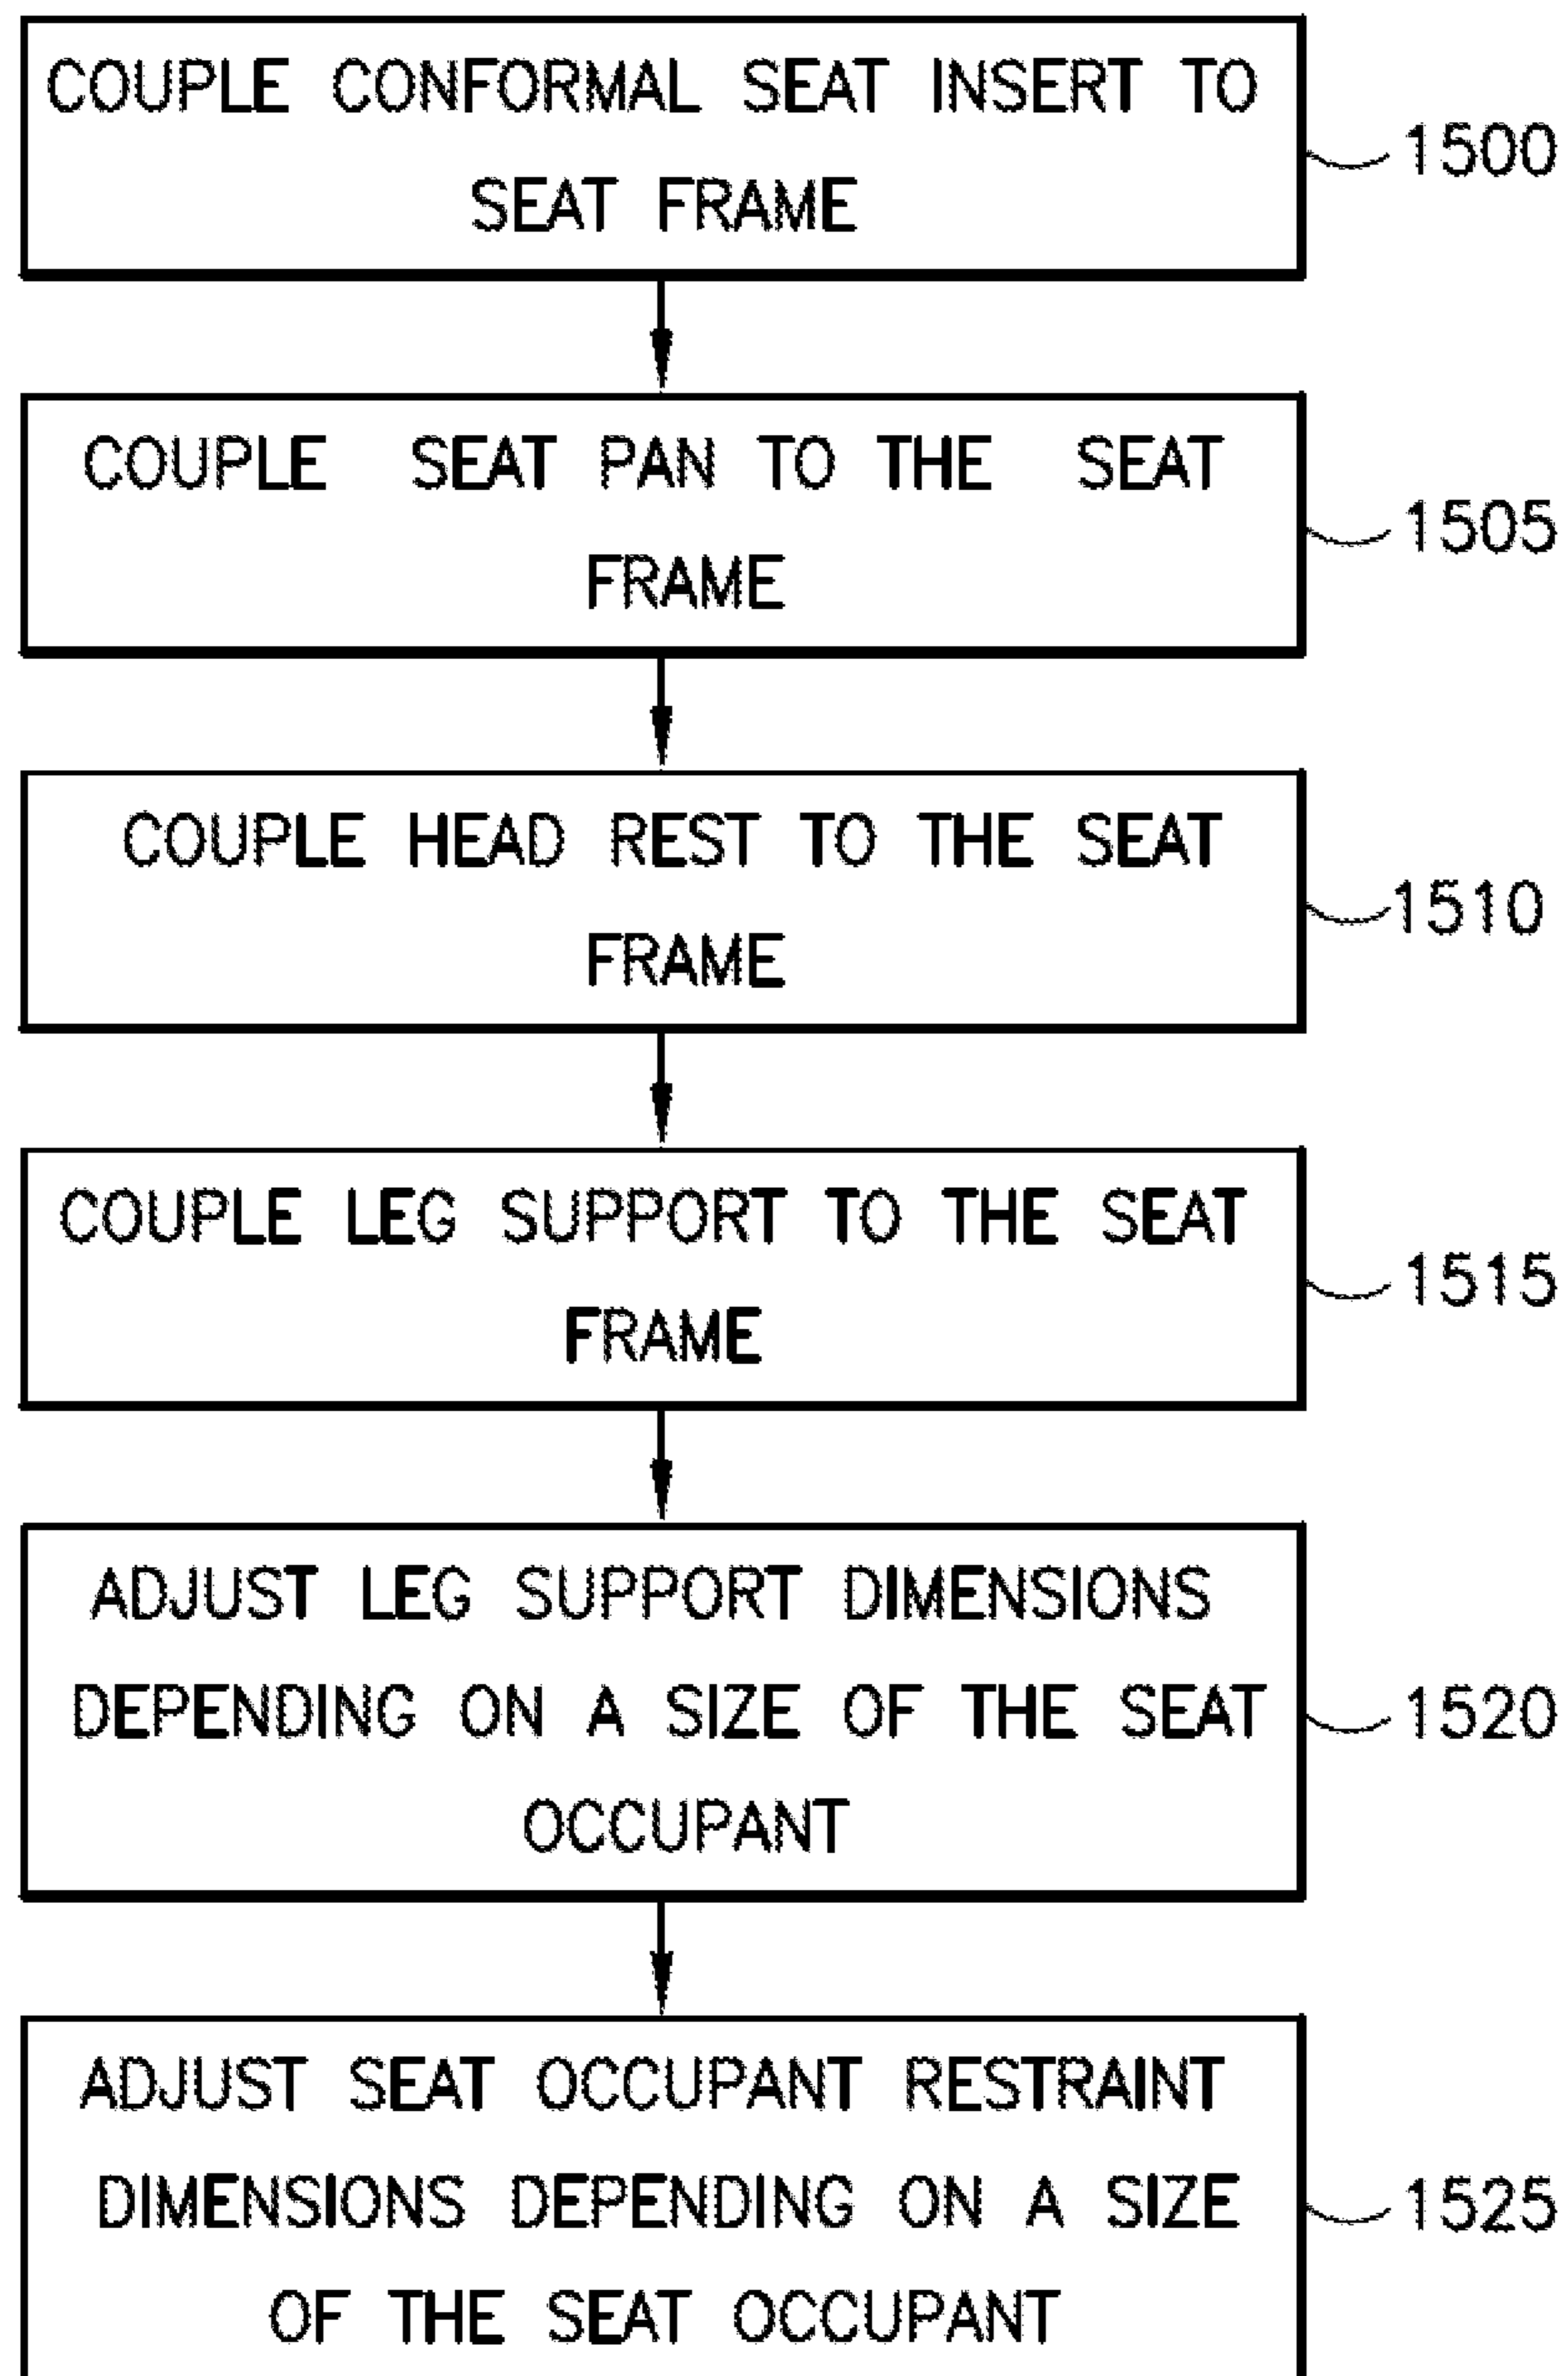 COUPLE CONFORMAL SEAT INSERT TO
SEAT FRAME
1500
COUPLE SEAT PAN TO THE SEAT
FRAME
1505
COUPLE HEAD REST TO THE SEAT
FRAME
1510
COUPLE LEG SUPPORT TO THE SEAT
FRAME
1515
ADJUST LEG SUPPORT DIMENSIONS
DEPENDING ON A SIZE OF THE SEAT
OCCUPANT
1520
ADJUST SEAT OCCUPANT RESTRAINT
DIMENSIONS DEPENDING ON A SIZE
OF THE SEAT OCCUPANT
1525